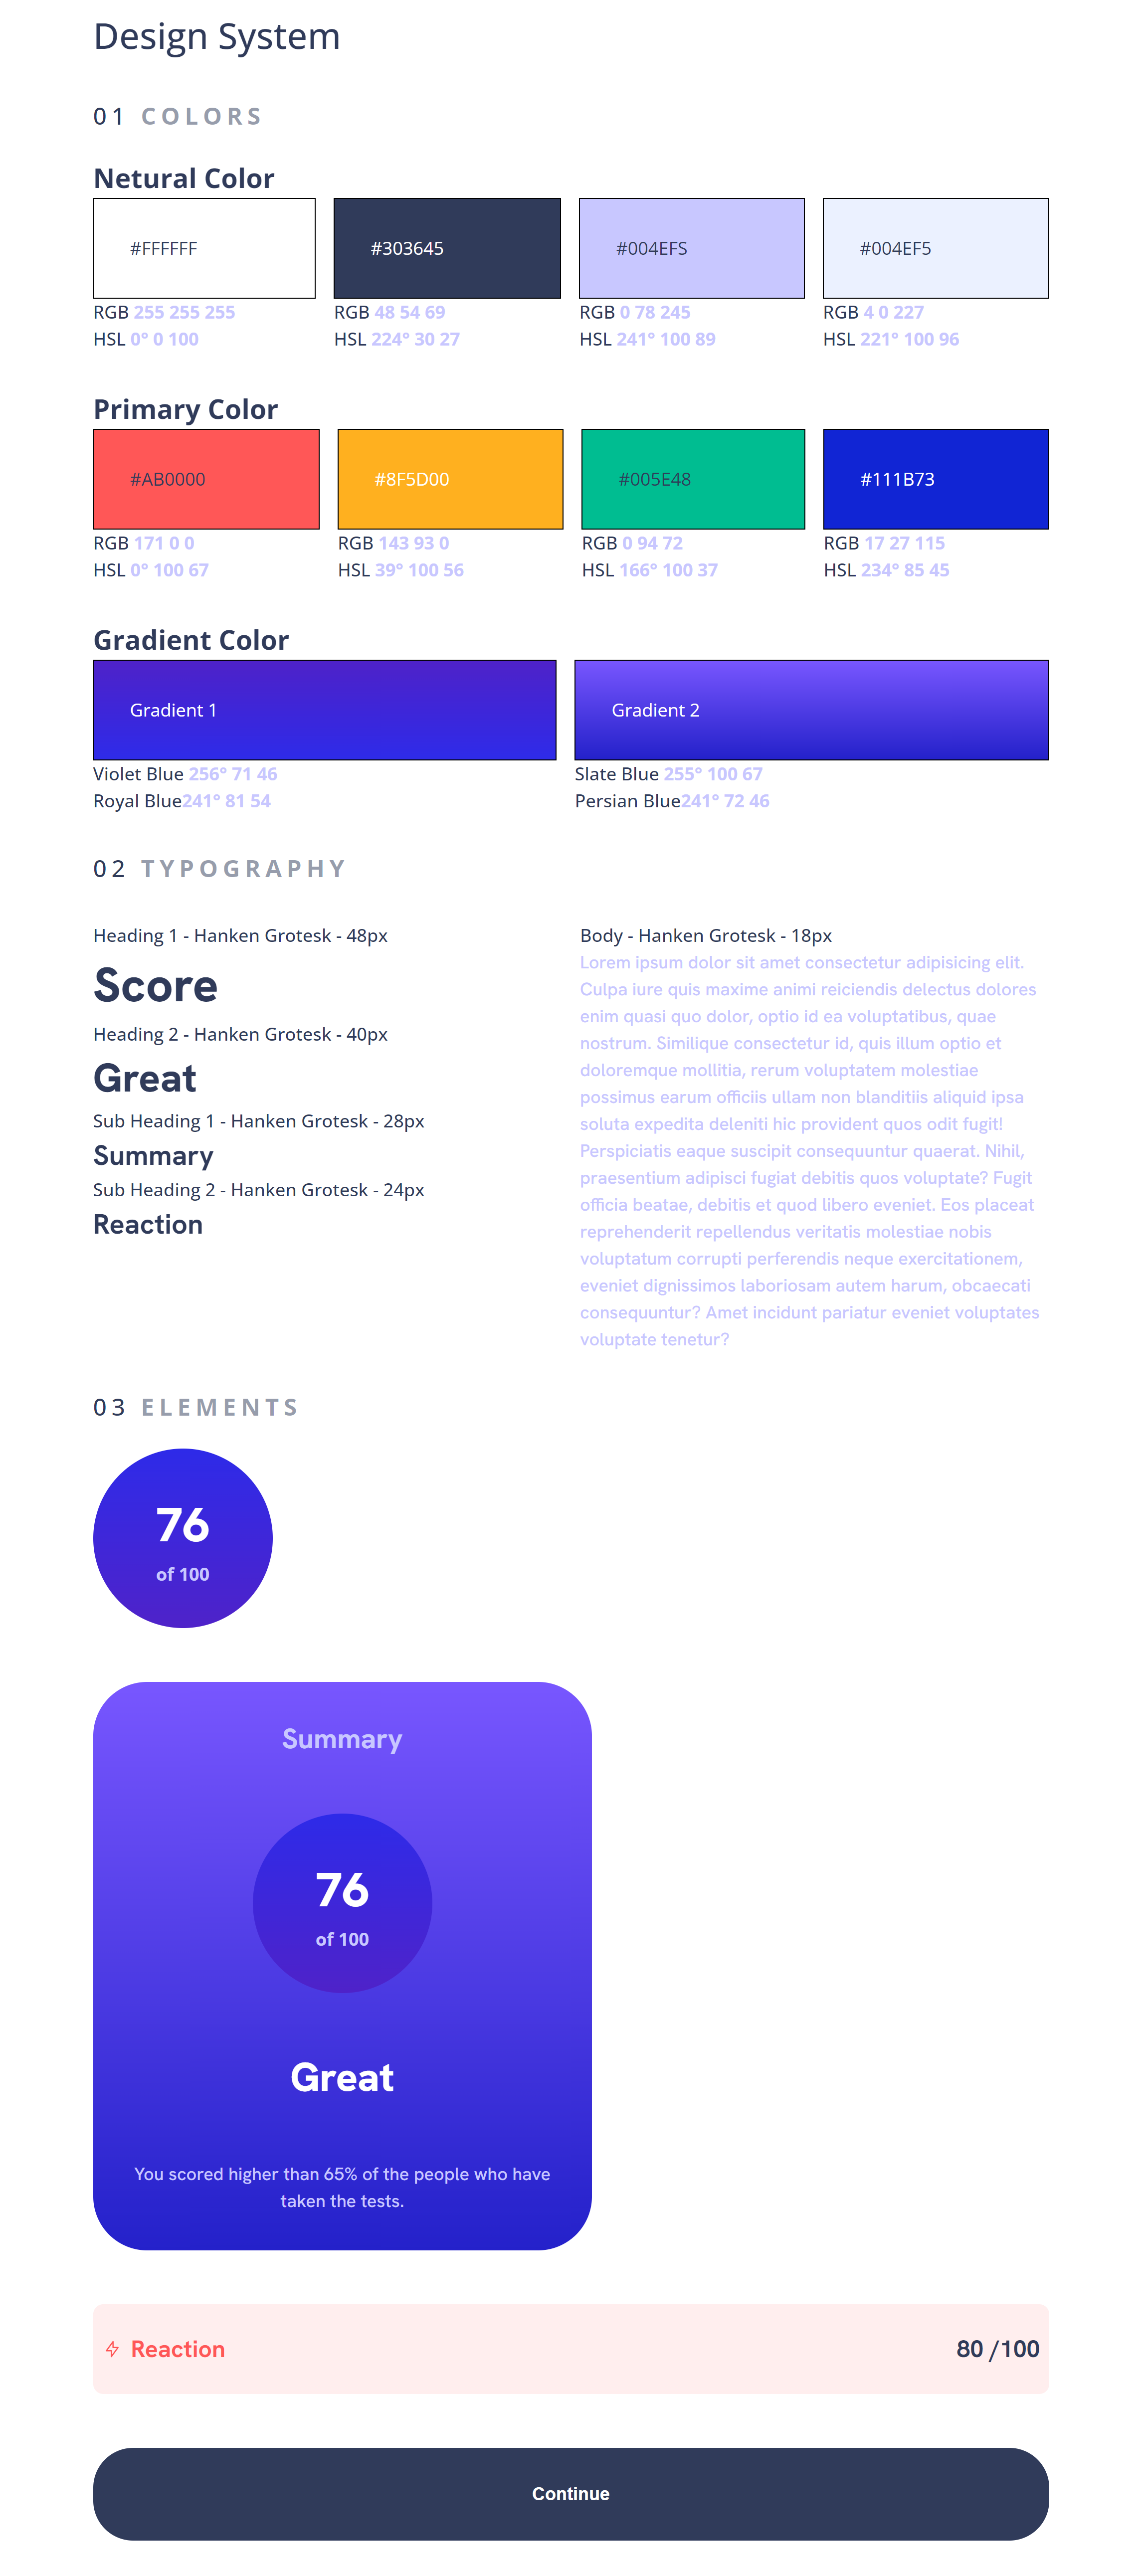 Design System
01 COLORS
Netural Color
#FFFFFF #303645 #004EFS #004EF5
RGB 255 255 255 RGB 48 54 69 RGB 0 78 245 RGB 4 0 227
HSL 0° 0 100 HSL 224° 30 27 HSL 241° 100 89 HSL 221° 100 96
Primary Color
#AB0000 #8F5D00 #005E48 #111B73
RGB 171 0 0 RGB 143 93 0 RGB 0 94 72 RGB 17 27 115
HSL 0° 100 67 HSL 39° 100 56 HSL 166° 100 37 HSL 234° 85 45
Gradient Color
Gradient 1 Gradient 2
Violet Blue 256° 71 46 Slate Blue 255° 100 67
Royal Blue241° 81 54 Persian Blue241° 72 46
02 TYPOGRAPHY
Heading 1 - Hanken Grotesk - 48px
Score
Heading 2 - Hanken Grotesk - 40px
Great
Sub Heading 1 - Hanken Grotesk - 28px
Summary
Sub Heading 2 - Hanken Grotesk - 24px
Reaction
Body - Hanken Grotesk - 18px
Lorem ipsum dolor sit amet consectetur adipisicing elit.
Culpa iure quis maxime animi reiciendis delectus dolores
enim quasi quo dolor, optio id ea voluptatibus, quae
nostrum. Similique consectetur id, quis illum optio et
doloremque mollitia, rerum voluptatem molestiae
possimus earum officiis ullam non blanditiis aliquid ipsa
soluta expedita deleniti hic provident quos odit fugit!
Perspiciatis eaque suscipit consequuntur quaerat. Nihil,
praesentium adipisci fugiat debitis quos voluptate? Fugit
officia beatae, debitis et quod libero eveniet. Eos placeat
reprehenderit repellendus veritatis molestiae nobis
voluptatum corrupti perferendis neque exercitationem,
eveniet dignissimos laboriosam autem harum, obcaecati
consequuntur? Amet incidunt pariatur eveniet voluptates
voluptate tenetur?
03 ELEMENTS
76
of 100
Summary
76
of 100
Great
You scored higher than 65% of the people who have
taken the tests.
Reaction 80 /100
Continue